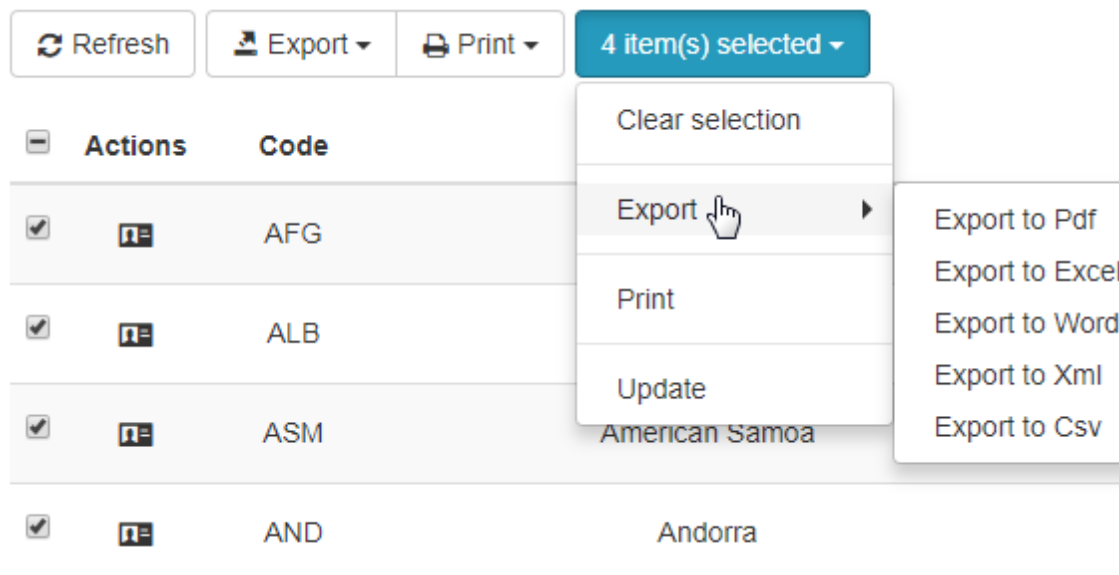 Refresh Export Print 4 item(s) selected
Clear selection
Actions Code
Export
Export to Pdf
AFG
Export to Excel
Print
Export to Word
ALB
Export to Xml
Update
Export to Csv
ASM American Samoa
AND Andorra